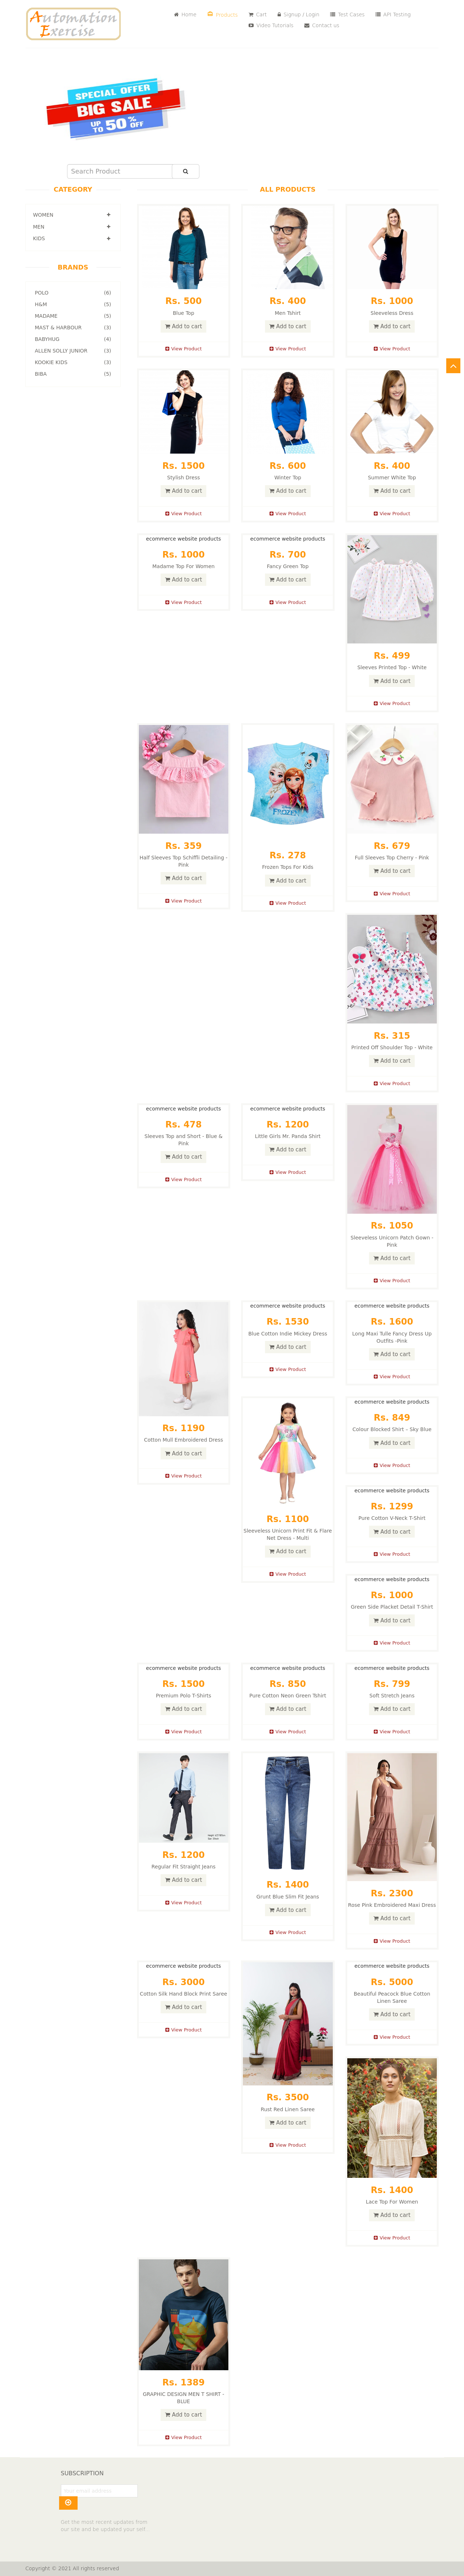 Automation
Exercise
Home
Products
Cart
Signup / Login
Test Cases
API Testing
Video Tutorials
Contact us
SPECIAL OFFER
BIG SALE
UP TO 50% OFF
Search Product
CATEGORY
WOMEN
MEN
KIDS
BRANDS
POLO (6)
H&M (5)
MADAME (5)
MAST & HARBOUR (3)
BABYHUG (4)
ALLEN SOLLY JUNIOR (3)
KOOKIE KIDS (3)
BIBA (5)
ALL PRODUCTS
Rs. 500
Blue Top
Add to cart
View Product
Rs. 400
Men Tshirt
Add to cart
View Product
Rs. 1000
Sleeveless Dress
Add to cart
View Product
Rs. 1500
Stylish Dress
Add to cart
View Product
Rs. 600
Winter Top
Add to cart
View Product
Rs. 400
Summer White Top
Add to cart
View Product
ecommerce website products
Rs. 1000
Madame Top For Women
Add to cart
View Product
ecommerce website products
Rs. 700
Fancy Green Top
Add to cart
View Product
Rs. 499
Sleeves Printed Top - White
Add to cart
View Product
Rs. 359
Half Sleeves Top Schiffli Detailing -
Pink
Add to cart
View Product
FROZEN
Rs. 278
Frozen Tops For Kids
Add to cart
View Product
Rs. 679
Full Sleeves Top Cherry - Pink
Add to cart
View Product
Rs. 315
Printed Off Shoulder Top - White
Add to cart
View Product
ecommerce website products
Rs. 478
Sleeves Top and Short - Blue &
Pink
Add to cart
View Product
ecommerce website products
Rs. 1200
Little Girls Mr. Panda Shirt
Add to cart
View Product
Rs. 1050
Sleeveless Unicorn Patch Gown -
Pink
Add to cart
View Product
Rs. 1190
Cotton Mull Embroidered Dress
Add to cart
View Product
ecommerce website products
Rs. 1530
Blue Cotton Indie Mickey Dress
Add to cart
View Product
ecommerce website products
Rs. 1600
Long Maxi Tulle Fancy Dress Up
Outfits -Pink
Add to cart
View Product
Rs. 1100
Sleeveless Unicorn Print Fit & Flare
Net Dress - Multi
Add to cart
View Product
ecommerce website products
Rs. 849
Colour Blocked Shirt – Sky Blue
Add to cart
View Product
ecommerce website products
Rs. 1299
Pure Cotton V-Neck T-Shirt
Add to cart
View Product
ecommerce website products
Rs. 1000
Green Side Placket Detail T-Shirt
Add to cart
View Product
ecommerce website products
Rs. 1500
Premium Polo T-Shirts
Add to cart
View Product
ecommerce website products
Rs. 850
Pure Cotton Neon Green Tshirt
Add to cart
View Product
ecommerce website products
Rs. 799
Soft Stretch Jeans
Add to cart
View Product
Rs. 1200
Regular Fit Straight Jeans
Add to cart
View Product
Rs. 1400
Grunt Blue Slim Fit Jeans
Add to cart
View Product
Rs. 2300
Rose Pink Embroidered Maxi Dress
Add to cart
View Product
ecommerce website products
Rs. 3000
Cotton Silk Hand Block Print Saree
Add to cart
View Product
Rs. 3500
Rust Red Linen Saree
Add to cart
View Product
ecommerce website products
Rs. 5000
Beautiful Peacock Blue Cotton
Linen Saree
Add to cart
View Product
Rs. 1400
Lace Top For Women
Add to cart
View Product
Rs. 1389
GRAPHIC DESIGN MEN T SHIRT -
BLUE
Add to cart
View Product
SUBSCRIPTION
Your email address
Get the most recent updates from
our site and be updated your self...
Copyright © 2021 All rights reserved